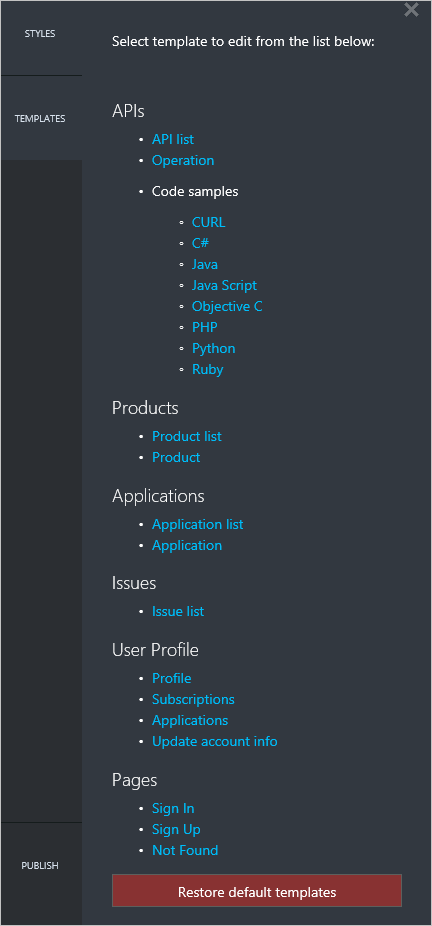 STYLES
Select template to edit from the list below:
APIs
TEMPLATES
• API list
• Operation
• Code samples
◦ CURL
◦ C#
◦ Java
◦ Java Script
◦ Objective C
◦ PHP
◦ Python
◦ Ruby
Products
• Product list
• Product
Applications
• Application list
• Application
Issues
• Issue list
User Profile
• Profile
• Subscriptions
• Applications
• Update account info
Pages
• Sign In
• Sign Up
• Not Found
PUBLISH
Restore default templates